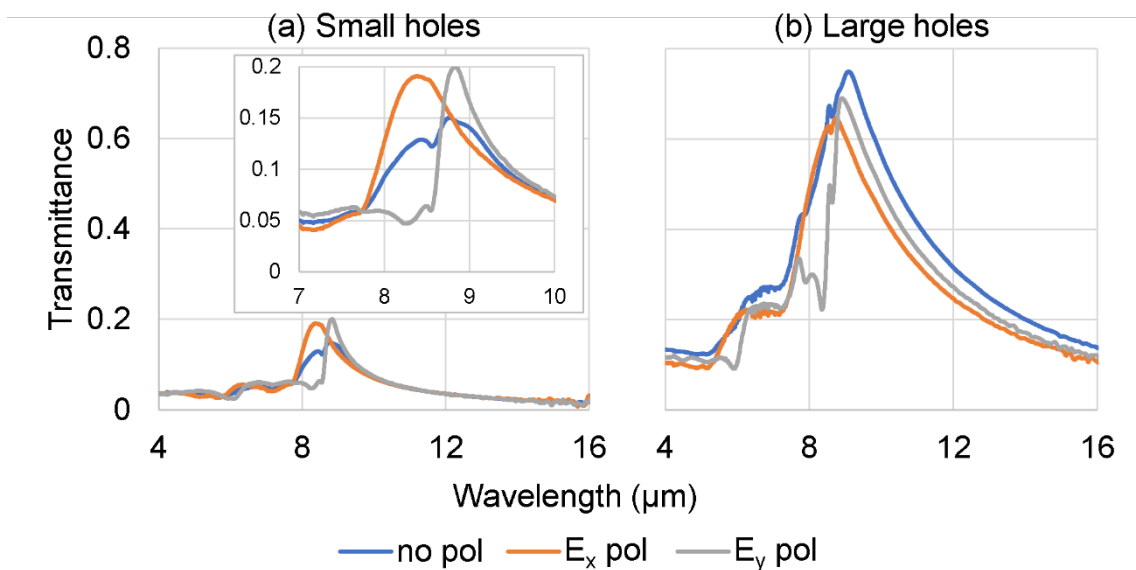 (a) Small holes
(b) Large holes
Transmittance
0.8
0.6
0.4
0.2
0
0.2
0.15
0.1
0.05
0
7 8 9 10
4 8 12 16
4 8 12 16
Wavelength (µm)
no pol
Ex pol
Ey pol